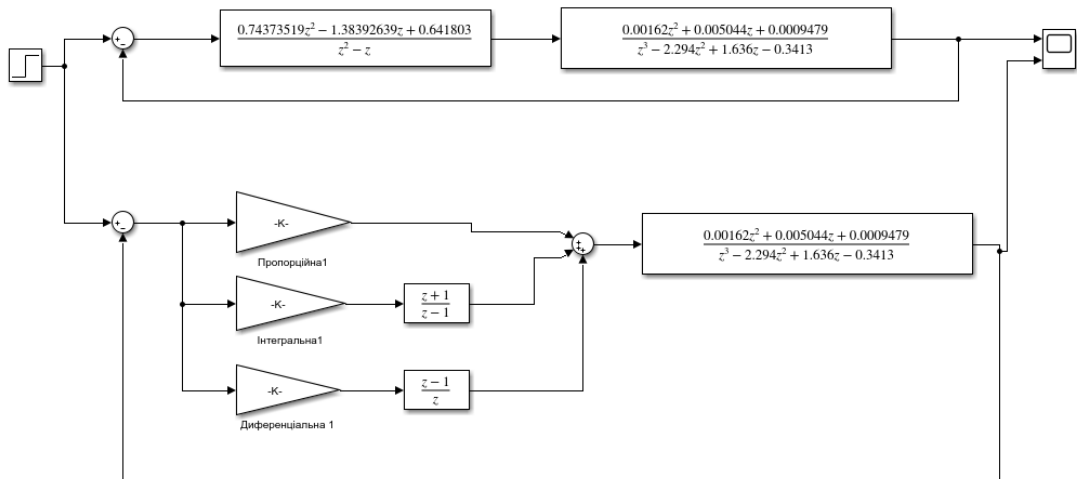 0.74373519z² − 1.38392639z + 0.641803
z² − z
0.00162z² + 0.005044z + 0.0009479
z³ − 2.294z² + 1.636z − 0.3413
-K-
Пропорційна1
-K-
Інтегральна1
z + 1
z − 1
-K-
Диференціальна 1
z − 1
z
0.00162z² + 0.005044z + 0.0009479
z³ − 2.294z² + 1.636z − 0.3413